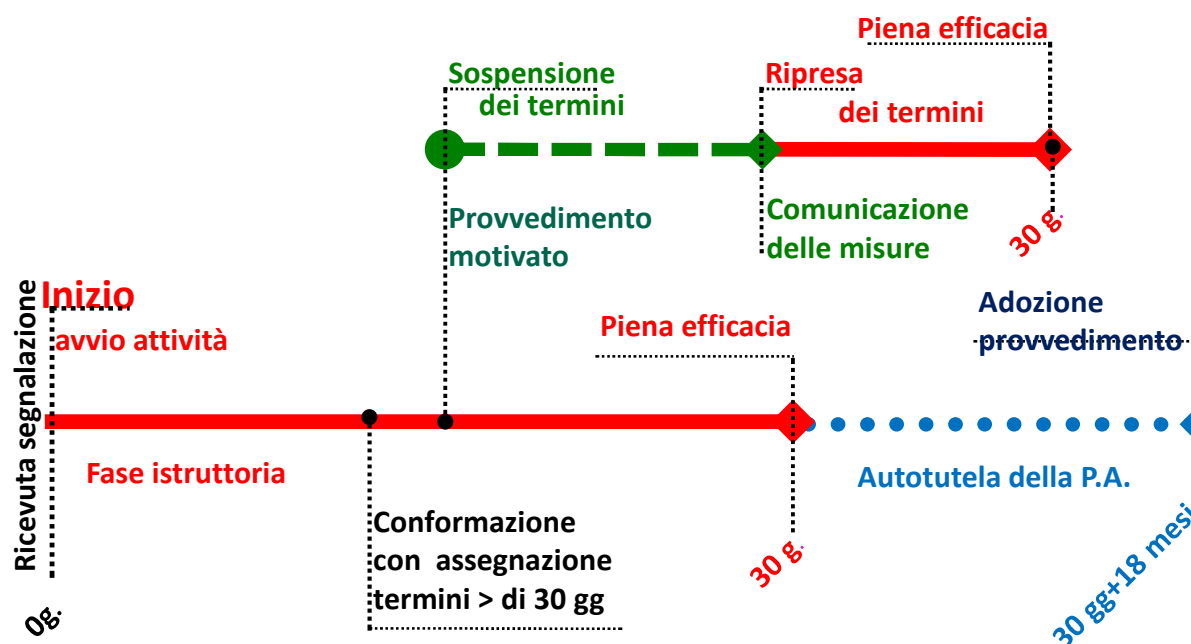 Piena efficacia
Sospensione
dei termini
Ripresa
dei termini
Provvedimento
motivato
Comunicazione
delle misure
30 g.
Ricevuta segnalazione
Inizio
avvio attività
Piena efficacia
Adozione
provvedimento
Fase istruttoria
Autotutela della P.A.
Conformazione
con assegnazione
termini > di 30 gg
0g.
30 g.
30 gg+18 mesi